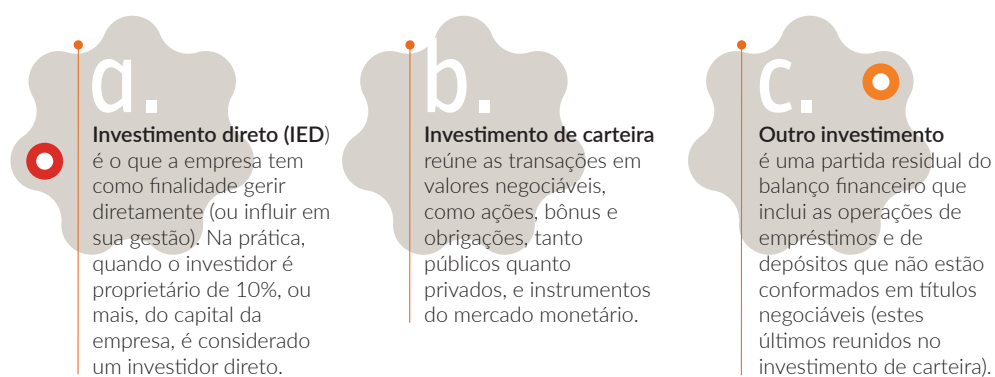 a.
Investimento direto (IED)
é o que a empresa tem
como finalidade gerir
diretamente (ou influir em
sua gestão). Na prática,
quando o investidor é
proprietário de 10%, ou
mais, do capital da
empresa, é considerado
um investidor direto.
b.
Investimento de carteira
reúne as transações em
valores negociáveis,
como ações, bônus e
obrigações, tanto
públicos quanto
privados, e instrumentos
do mercado monetário.
c.
Outro investimento
é uma partida residual do
balanço financeiro que
inclui as operações de
empréstimos e de
depósitos que não estão
conformados em títulos
negociáveis (estes
últimos reunidos no
investimento de carteira).